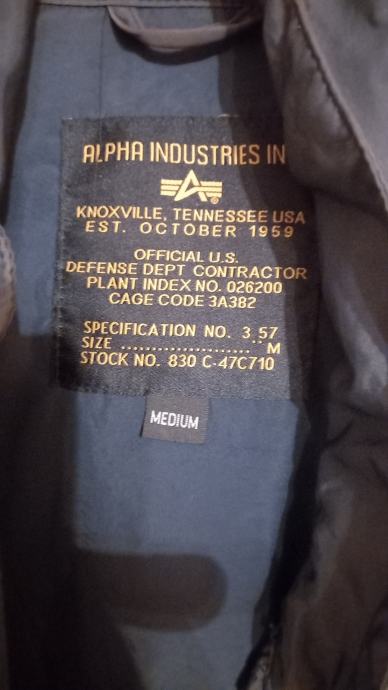 ALPHA INDUSTRIES IN
KNOXVILLE, TENNESSEE USA
EST. OCTOBER 1959
OFFICIAL U.S.
DEFENSE DEPT CONTRACTOR
PLANT INDEX NO. 026200
CAGE CODE 3A382
SPECIFICATION NO. 3.57
SIZE ...................... M
STOCK NO. 830 C-47C710
MEDIUM